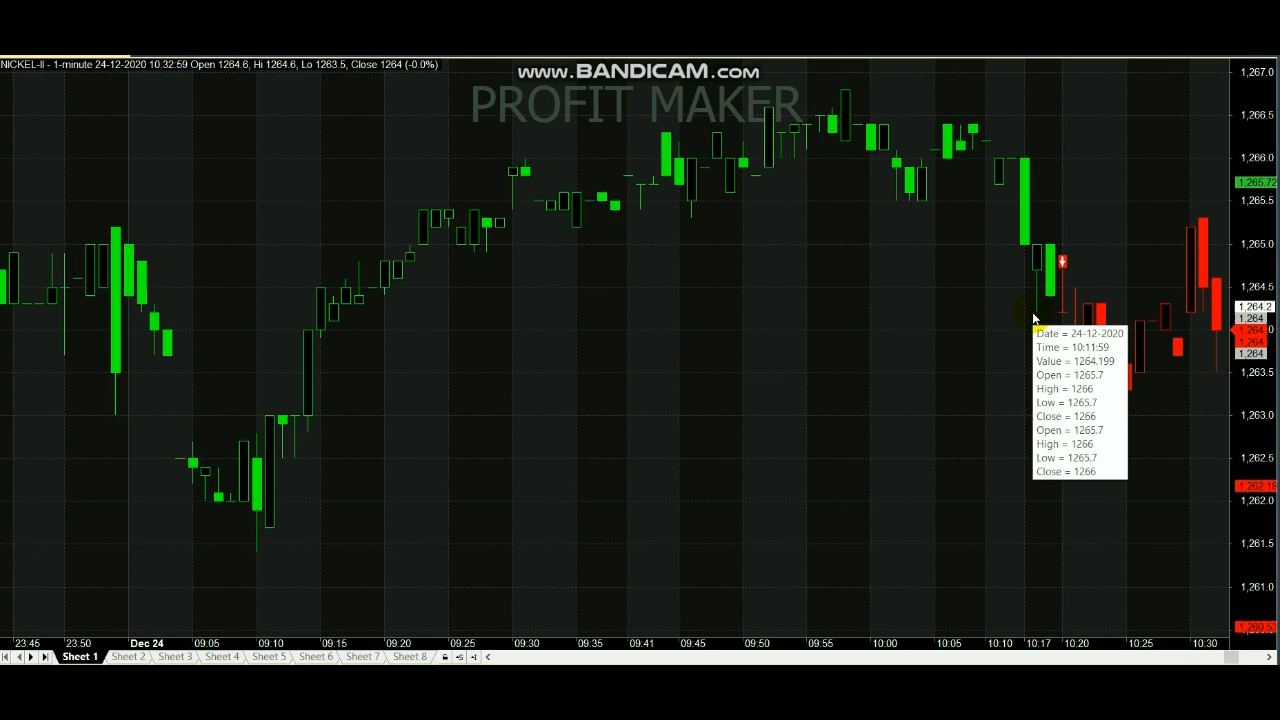 www.BANDICAM.com
NICKEL-II - 1-minute 24-12-2020 10:32:59 Open 1264.6, Hi 1264.6, Lo 1263.5, Close 1264 (-0.0%)
PROFIT MAKER
1,267.0
1,266.5
1,266.0
1,265.72
1,265.5
1,265.0
1,264.5
1,264.2
1,264
1,264
1,264
1,263.5
1,263.0
1,262.5
1,262.0
1,261.5
1,261.0
Date = 24-12-2020
Time = 10:11:59
Value = 1264.199
Open = 1265.7
High = 1266
Low = 1265.7
Close = 1266
Open = 1265.7
High = 1266
Low = 1265.7
Close = 1266
23:45 23:50 Dec 24 09:05 09:10 09:15 09:20 09:25 09:30 09:35 09:41 09:45 09:50 09:55 10:00 10:05 10:10 10:17 10:20 10:25 10:30
Sheet 1 Sheet 2 Sheet 3 Sheet 4 Sheet 5 Sheet 6 Sheet 7 Sheet 8